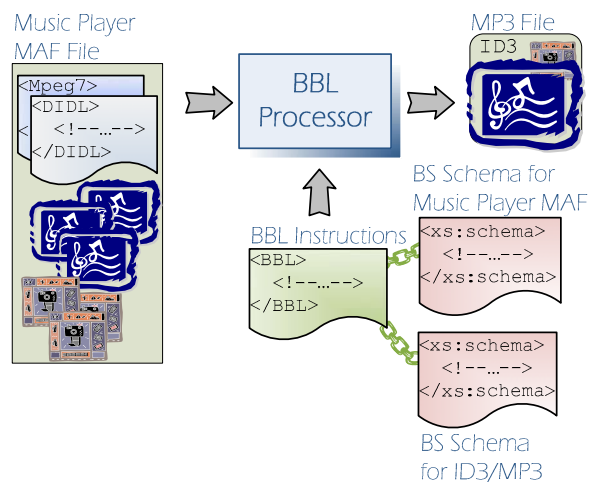 Music Player
MAF File
<Mpeg7>
<DIDL>
<!--…-->
</DIDL>
<
BBL
Processor
MP3 File
ID3
BS Schema for
Music Player MAF
<xs:schema>
<!--…-->
</xs:schema>
BBL Instructions
<BBL>
<!--…-->
</BBL>
<xs:schema>
<!--…-->
</xs:schema>
BS Schema
for ID3/MP3